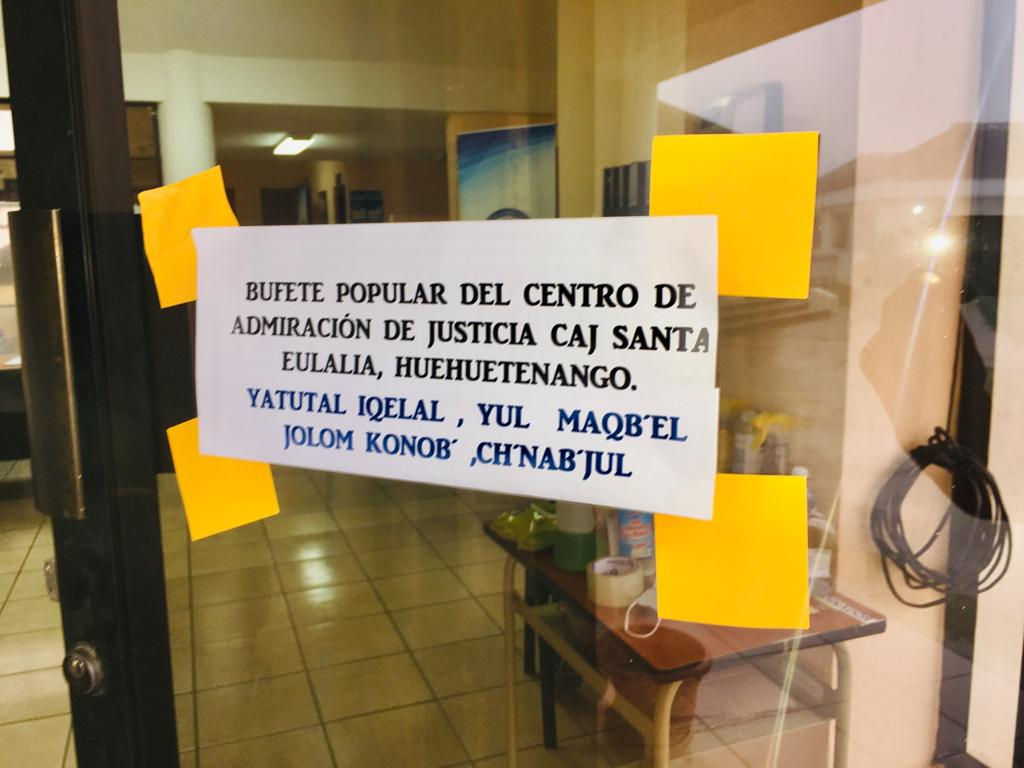 BUFETE POPULAR DEL CENTRO DE
ADMIRACIÓN DE JUSTICIA CAJ SANTA
EULALIA, HUEHUETENANGO.
YATUTAL IQELAL , YUL MAQB´EL
JOLOM KONOB´ ,CH´NAB´JUL